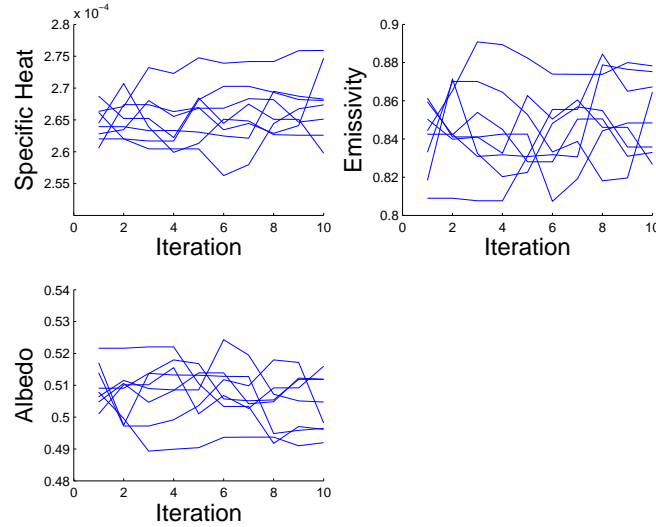 x 10⁻⁴
2.8
2.75
2.7
2.65
2.6
2.55
0 2 4 6 8 10
Iteration
Specific Heat
0.9
0.88
0.86
0.84
0.82
0.8
0 2 4 6 8 10
Iteration
Emissivity
0.54
0.53
0.52
0.51
0.5
0.49
0.48
0 2 4 6 8 10
Iteration
Albedo